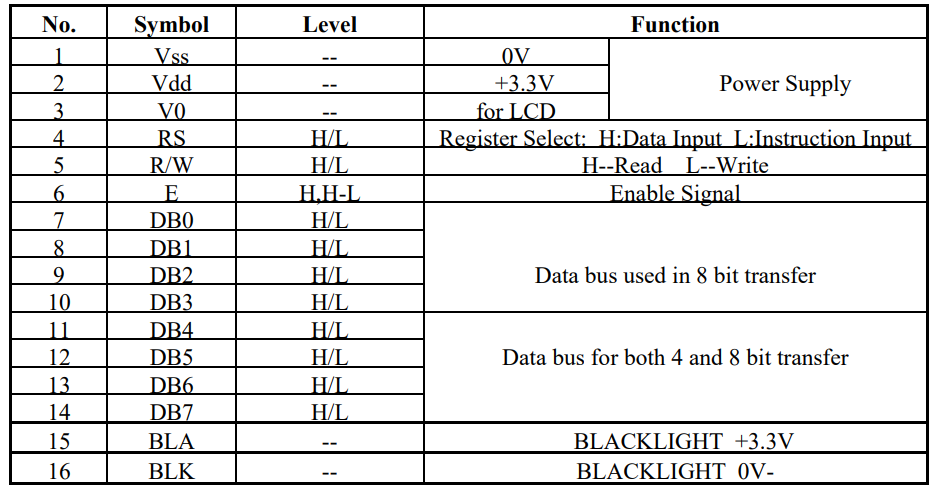 No. Symbol Level Function
1 Vss -- 0V
2 Vdd -- +3.3V Power Supply
3 V0 -- for LCD
4 RS H/L Register Select: H:Data Input L:Instruction Input
5 R/W H/L H--Read L--Write
6 E H,H-L Enable Signal
7 DB0 H/L
8 DB1 H/L
9 DB2 H/L Data bus used in 8 bit transfer
10 DB3 H/L
11 DB4 H/L
12 DB5 H/L Data bus for both 4 and 8 bit transfer
13 DB6 H/L
14 DB7 H/L
15 BLA -- BLACKLIGHT +3.3V
16 BLK -- BLACKLIGHT 0V-